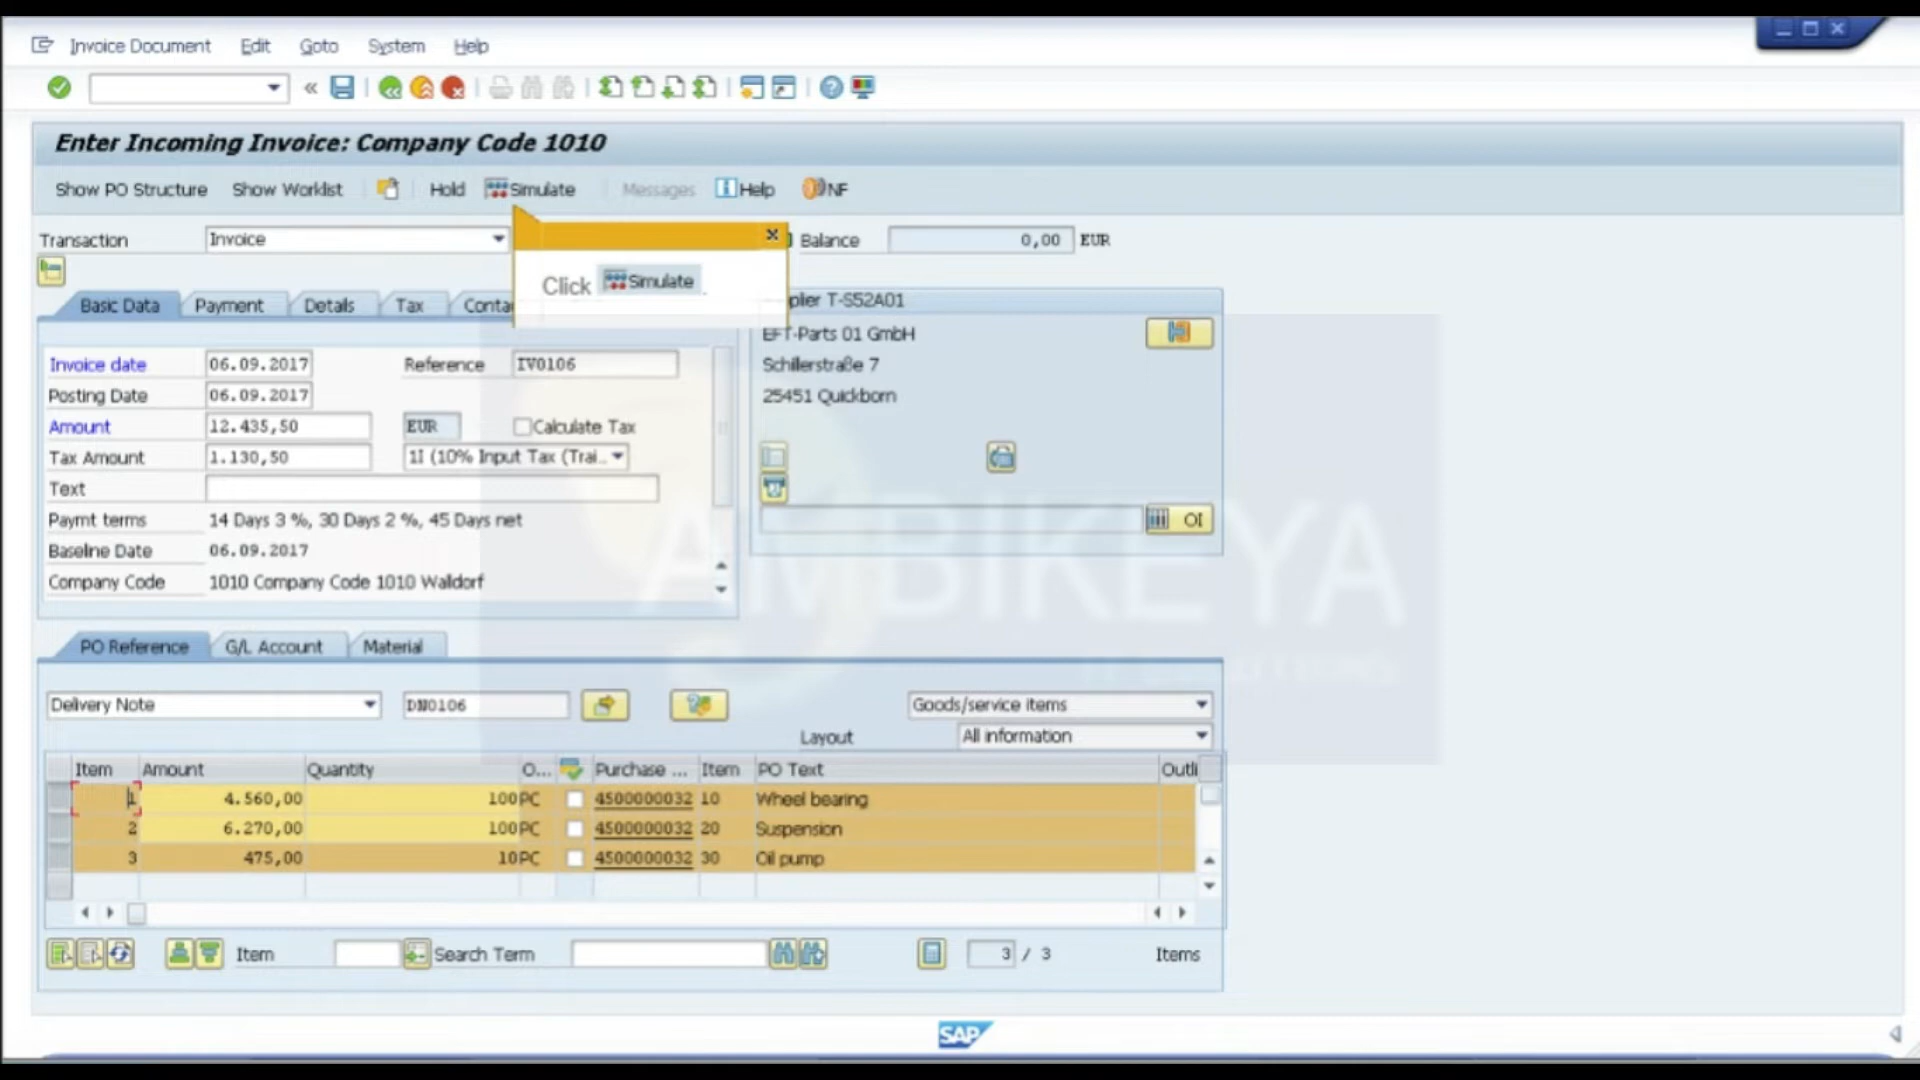 Invoice Document Edit Goto System Help
Enter Incoming Invoice: Company Code 1010
Show PO Structure Show Worklist Hold Simulate Messages Help NF
Transaction Invoice Balance 0,00 EUR
Click Simulate .
Basic Data Payment Details Tax Conta
plier T-S52A01
EFT-Parts 01 GmbH
Schillerstraße 7
25451 Quickborn
OI
Invoice date 06.09.2017 Reference IV0106
Posting Date 06.09.2017
Amount 12.435,50 EUR Calculate Tax
Tax Amount 1.130,50 1I (10% Input Tax (Trai..
Text
Paymt terms 14 Days 3 %, 30 Days 2 %, 45 Days net
Baseline Date 06.09.2017
Company Code 1010 Company Code 1010 Walldorf
AMBIKEYA
PO Reference G/L Account Material
Delivery Note DN0106 Goods/service items
Layout All information
Item Amount Quantity O... Purchase ... Item PO Text Outli
1 4.560,00 100 PC 4500000032 10 Wheel bearing
2 6.270,00 100 PC 4500000032 20 Suspension
3 475,00 10 PC 4500000032 30 Oil pump
Item Search Term 3 / 3 Items
SAP